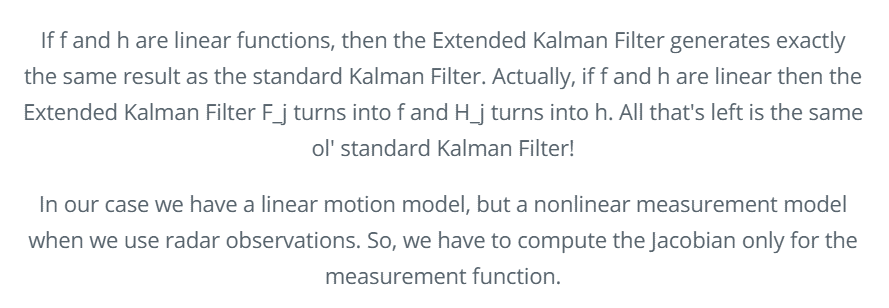 If f and h are linear functions, then the Extended Kalman Filter generates exactly
the same result as the standard Kalman Filter. Actually, if f and h are linear then the
Extended Kalman Filter F_j turns into f and H_j turns into h. All that's left is the same
ol' standard Kalman Filter!
In our case we have a linear motion model, but a nonlinear measurement model
when we use radar observations. So, we have to compute the Jacobian only for the
measurement function.